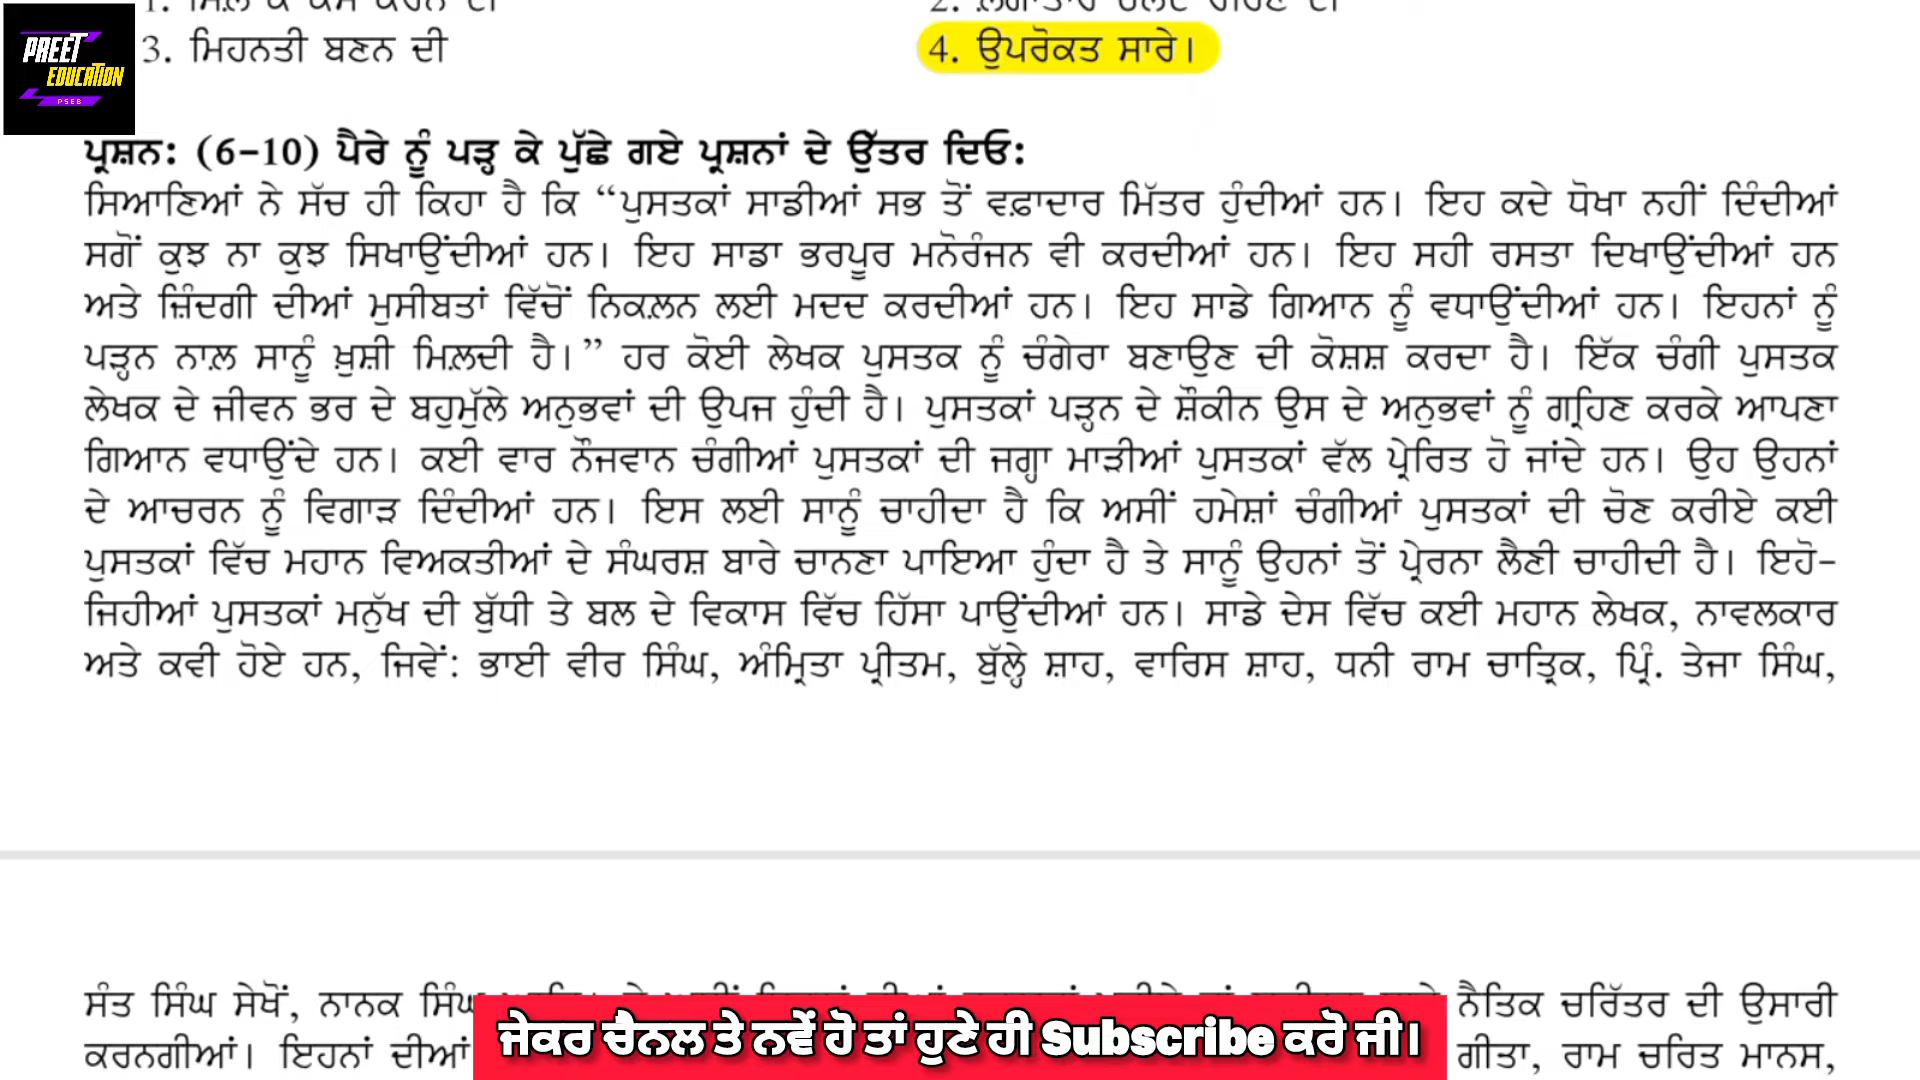 3. ਮਿਹਨਤੀ ਬਣਨ ਦੀ
4. ਉਪਰੋਕਤ ਸਾਰੇ।
PREET
EDUCATION
PSEB
ਪ੍ਰਸ਼ਨ: (6-10) ਪੈਰੇ ਨੂੰ ਪੜ੍ਹ ਕੇ ਪੁੱਛੇ ਗਏ ਪ੍ਰਸ਼ਨਾਂ ਦੇ ਉੱਤਰ ਦਿਓ:
ਸਿਆਣਿਆਂ ਨੇ ਸੱਚ ਹੀ ਕਿਹਾ ਹੈ ਕਿ “ਪੁਸਤਕਾਂ ਸਾਡੀਆਂ ਸਭ ਤੋਂ ਵਫ਼ਾਦਾਰ ਮਿੱਤਰ ਹੁੰਦੀਆਂ ਹਨ। ਇਹ ਕਦੇ ਧੋਖਾ ਨਹੀਂ ਦਿੰਦੀਆਂ
ਸਗੋਂ ਕੁਝ ਨਾ ਕੁਝ ਸਿਖਾਉਂਦੀਆਂ ਹਨ। ਇਹ ਸਾਡਾ ਭਰਪੂਰ ਮਨੋਰੰਜਨ ਵੀ ਕਰਦੀਆਂ ਹਨ। ਇਹ ਸਹੀ ਰਸਤਾ ਦਿਖਾਉਂਦੀਆਂ ਹਨ
ਅਤੇ ਜ਼ਿੰਦਗੀ ਦੀਆਂ ਮੁਸੀਬਤਾਂ ਵਿੱਚੋਂ ਨਿਕਲ਼ਨ ਲਈ ਮਦਦ ਕਰਦੀਆਂ ਹਨ। ਇਹ ਸਾਡੇ ਗਿਆਨ ਨੂੰ ਵਧਾਉਂਦੀਆਂ ਹਨ। ਇਹਨਾਂ ਨੂੰ
ਪੜ੍ਹਨ ਨਾਲ਼ ਸਾਨੂੰ ਖ਼ੁਸ਼ੀ ਮਿਲ਼ਦੀ ਹੈ।” ਹਰ ਕੋਈ ਲੇਖਕ ਪੁਸਤਕ ਨੂੰ ਚੰਗੇਰਾ ਬਣਾਉਣ ਦੀ ਕੋਸ਼ਸ਼ ਕਰਦਾ ਹੈ। ਇੱਕ ਚੰਗੀ ਪੁਸਤਕ
ਲੇਖਕ ਦੇ ਜੀਵਨ ਭਰ ਦੇ ਬਹੁਮੁੱਲੇ ਅਨੁਭਵਾਂ ਦੀ ਉਪਜ ਹੁੰਦੀ ਹੈ। ਪੁਸਤਕਾਂ ਪੜ੍ਹਨ ਦੇ ਸ਼ੌਕੀਨ ਉਸ ਦੇ ਅਨੁਭਵਾਂ ਨੂੰ ਗ੍ਰਹਿਣ ਕਰਕੇ ਆਪਣਾ
ਗਿਆਨ ਵਧਾਉਂਦੇ ਹਨ। ਕਈ ਵਾਰ ਨੌਜਵਾਨ ਚੰਗੀਆਂ ਪੁਸਤਕਾਂ ਦੀ ਜਗ੍ਹਾ ਮਾੜੀਆਂ ਪੁਸਤਕਾਂ ਵੱਲ ਪ੍ਰੇਰਿਤ ਹੋ ਜਾਂਦੇ ਹਨ। ਉਹ ਉਹਨਾਂ
ਦੇ ਆਚਰਨ ਨੂੰ ਵਿਗਾੜ ਦਿੰਦੀਆਂ ਹਨ। ਇਸ ਲਈ ਸਾਨੂੰ ਚਾਹੀਦਾ ਹੈ ਕਿ ਅਸੀਂ ਹਮੇਸ਼ਾਂ ਚੰਗੀਆਂ ਪੁਸਤਕਾਂ ਦੀ ਚੋਣ ਕਰੀਏ ਕਈ
ਪੁਸਤਕਾਂ ਵਿੱਚ ਮਹਾਨ ਵਿਅਕਤੀਆਂ ਦੇ ਸੰਘਰਸ਼ ਬਾਰੇ ਚਾਨਣਾ ਪਾਇਆ ਹੁੰਦਾ ਹੈ ਤੇ ਸਾਨੂੰ ਉਹਨਾਂ ਤੋਂ ਪ੍ਰੇਰਨਾ ਲੈਣੀ ਚਾਹੀਦੀ ਹੈ। ਇਹੋ-
ਜਿਹੀਆਂ ਪੁਸਤਕਾਂ ਮਨੁੱਖ ਦੀ ਬੁੱਧੀ ਤੇ ਬਲ ਦੇ ਵਿਕਾਸ ਵਿੱਚ ਹਿੱਸਾ ਪਾਉਂਦੀਆਂ ਹਨ। ਸਾਡੇ ਦੇਸ ਵਿੱਚ ਕਈ ਮਹਾਨ ਲੇਖਕ, ਨਾਵਲਕਾਰ
ਅਤੇ ਕਵੀ ਹੋਏ ਹਨ, ਜਿਵੇਂ: ਭਾਈ ਵੀਰ ਸਿੰਘ, ਅੰਮ੍ਰਿਤਾ ਪ੍ਰੀਤਮ, ਬੁੱਲ੍ਹੇ ਸ਼ਾਹ, ਵਾਰਿਸ ਸ਼ਾਹ, ਧਨੀ ਰਾਮ ਚਾਤ੍ਰਿਕ, ਪ੍ਰਿੰ. ਤੇਜਾ ਸਿੰਘ,
ਸੰਤ ਸਿੰਘ ਸੇਖੋਂ, ਨਾਨਕ ਸਿੰਘ ਨੈਤਿਕ ਚਰਿੱਤਰ ਦੀ ਉਸਾਰੀ
ਕਰਨਗੀਆਂ। ਇਹਨਾਂ ਦੀਆਂ ਗੀਤਾ, ਰਾਮ ਚਰਿਤ ਮਾਨਸ,
ਜੇਕਰ ਚੈਨਲ ਤੇ ਨਵੇਂ ਹੋ ਤਾਂ ਹੁਣੇ ਹੀ Subscribe ਕਰੋ ਜੀ।